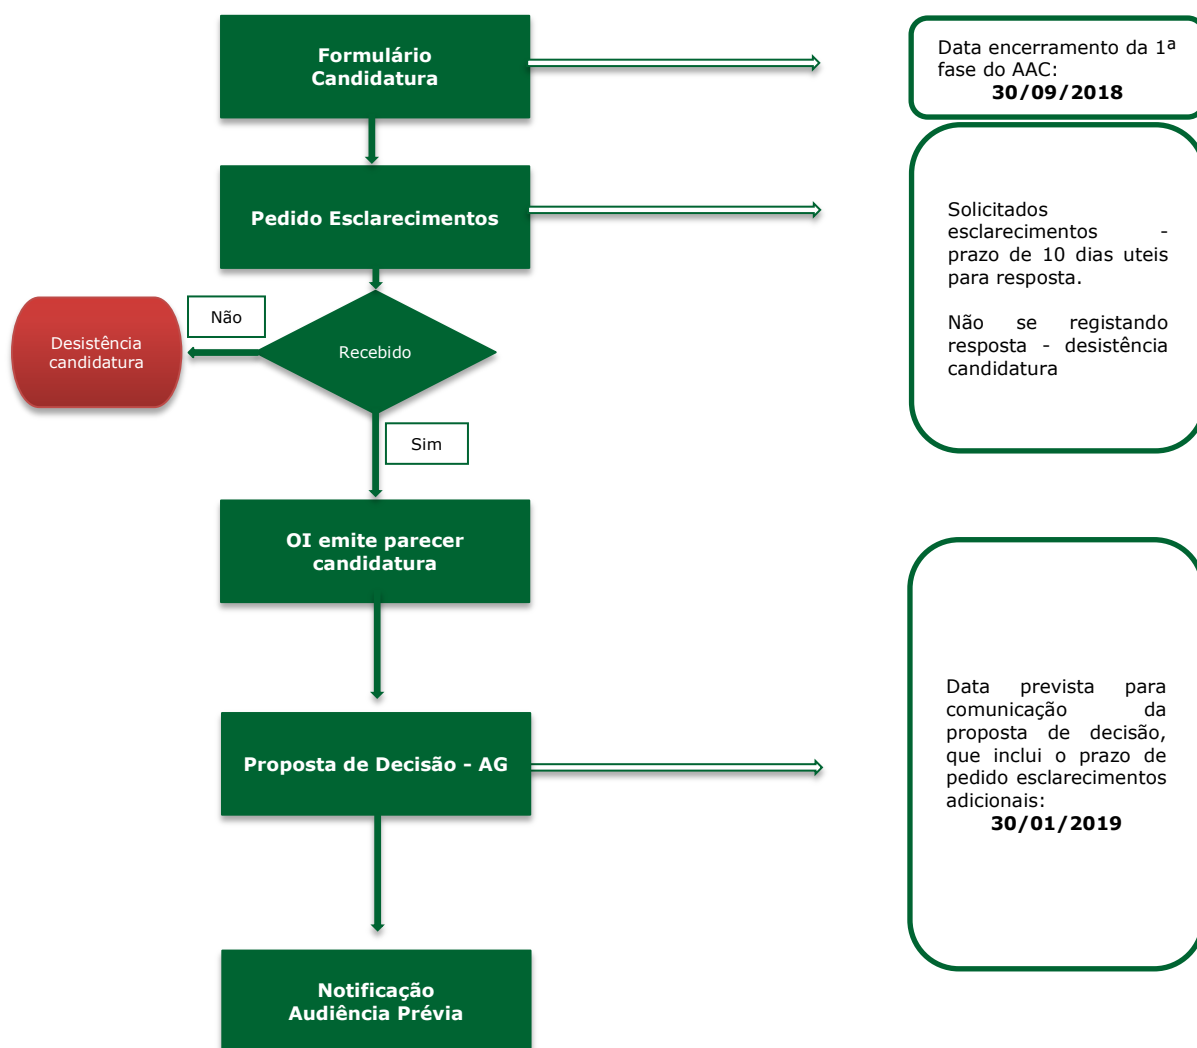 Formulário
Candidatura
Data encerramento da 1ª
fase do AAC:
30/09/2018
Pedido Esclarecimentos
Solicitados
esclarecimentos -
prazo de 10 dias uteis
para resposta.
Não se registando
resposta - desistência
candidatura
Não
Desistência
candidatura
Recebido
Sim
OI emite parecer
candidatura
Proposta de Decisão - AG
Data prevista para
comunicação da
proposta de decisão,
que inclui o prazo de
pedido esclarecimentos
adicionais:
30/01/2019
Notificação
Audiência Prévia